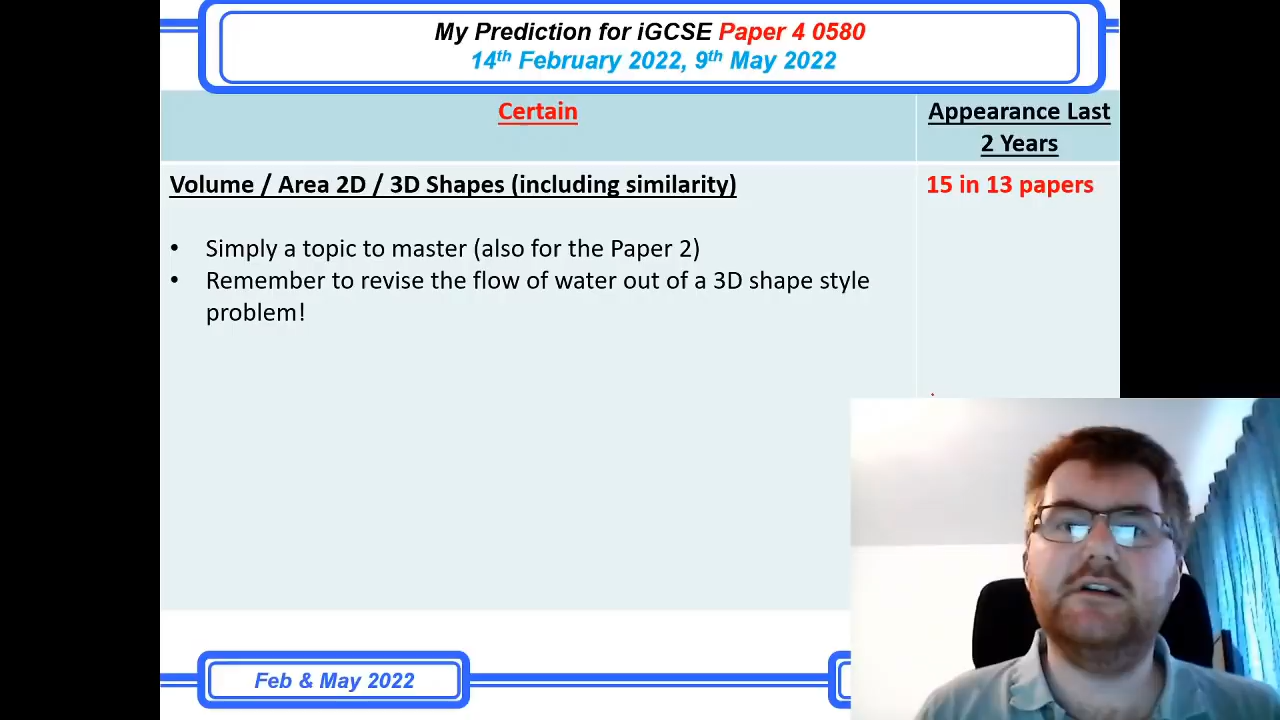 My Prediction for iGCSE Paper 4 0580
14th February 2022, 9th May 2022
Certain
Appearance Last
2 Years
Volume / Area 2D / 3D Shapes (including similarity)
15 in 13 papers
• Simply a topic to master (also for the Paper 2)
• Remember to revise the flow of water out of a 3D shape style
problem!
Feb & May 2022